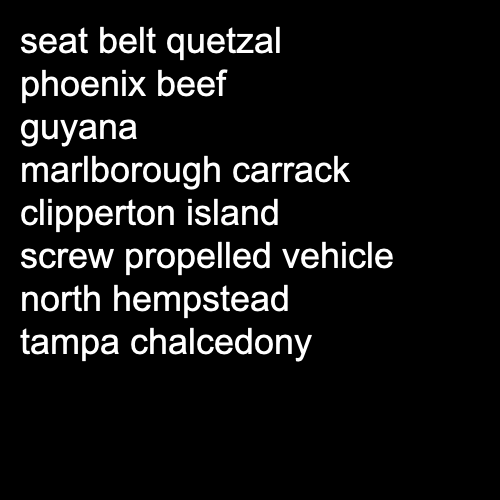 seat belt quetzal
phoenix beef
guyana
marlborough carrack
clipperton island
screw propelled vehicle
north hempstead
tampa chalcedony